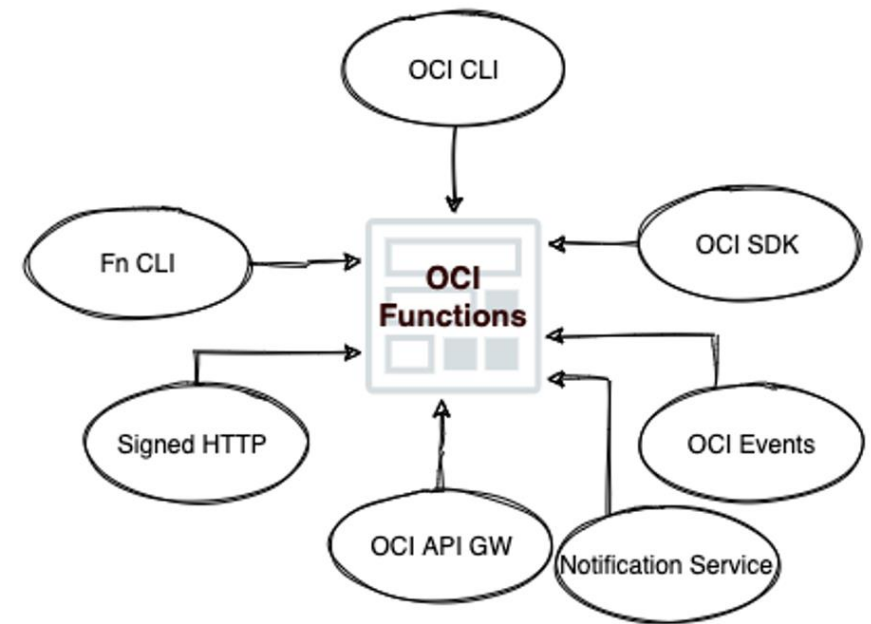 OCI CLI
Fn CLI
OCI SDK
OCI
Functions
Signed HTTP
OCI Events
OCI API GW
Notification Service